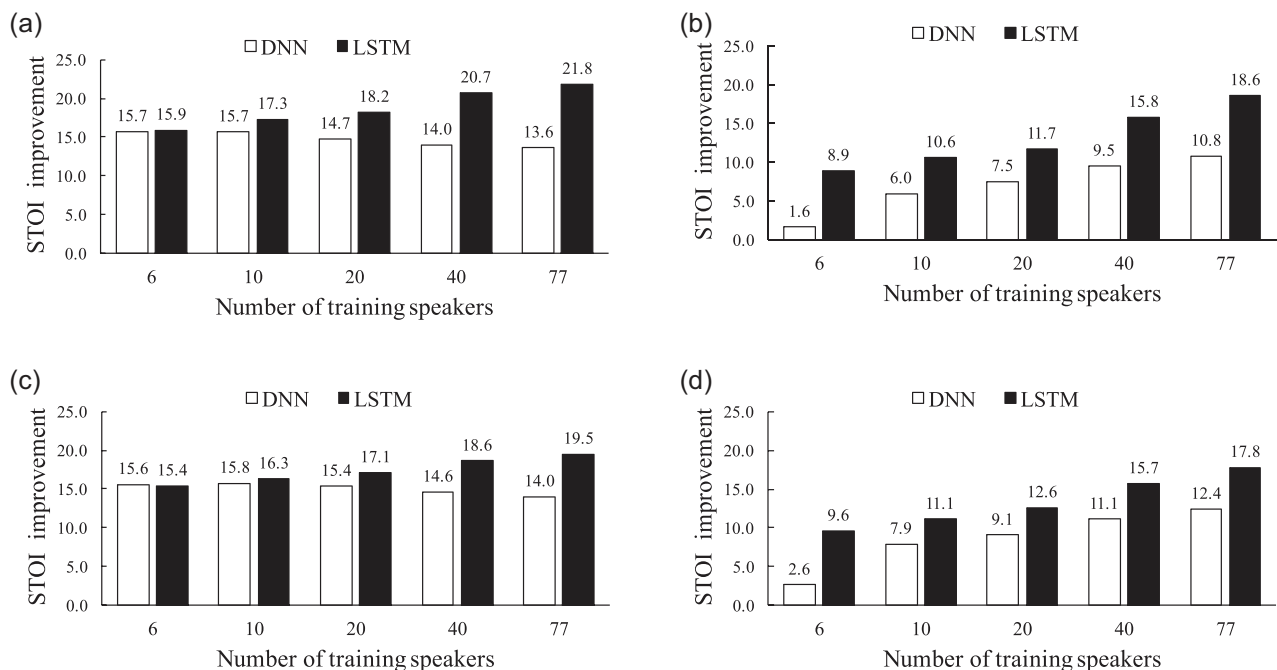 (a)
DNN LSTM
STOI improvement
25.0
20.0
15.0
10.0
5.0
0.0
15.7 15.9 15.7 17.3 14.7 18.2 14.0 20.7 13.6 21.8
6 10 20 40 77
Number of training speakers
(b)
DNN LSTM
STOI improvement
25.0
20.0
15.0
10.0
5.0
0.0
1.6 8.9 6.0 10.6 7.5 11.7 9.5 15.8 10.8 18.6
6 10 20 40 77
Number of training speakers
(c)
DNN LSTM
STOI improvement
25.0
20.0
15.0
10.0
5.0
0.0
15.6 15.4 15.8 16.3 15.4 17.1 14.6 18.6 14.0 19.5
6 10 20 40 77
Number of training speakers
(d)
DNN LSTM
STOI improvement
25.0
20.0
15.0
10.0
5.0
0.0
2.6 9.6 7.9 11.1 9.1 12.6 11.1 15.7 12.4 17.8
6 10 20 40 77
Number of training speakers